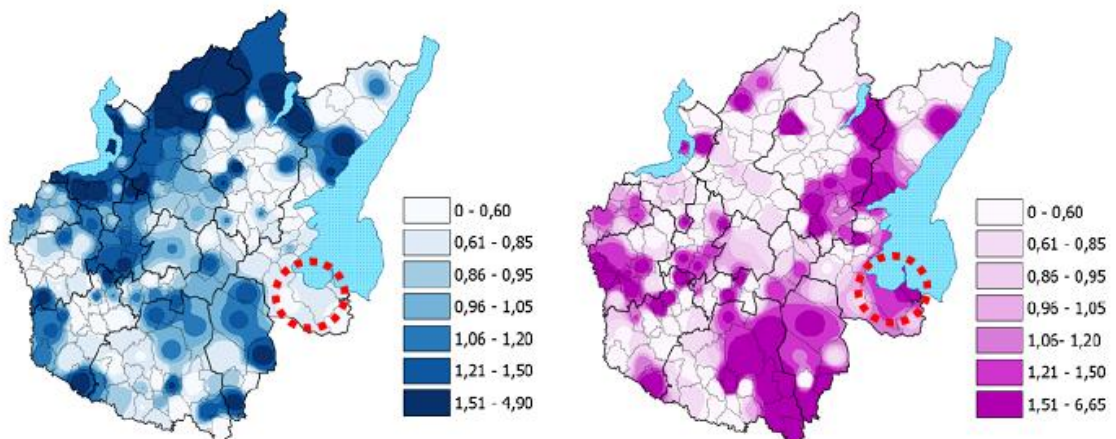 0 - 0,60
0,61 - 0,85
0,86 - 0,95
0,96 - 1,05
1,06 - 1,20
1,21 - 1,50
1,51 - 4,90
0 - 0,60
0,61 - 0,85
0,86 - 0,95
0,96 - 1,05
1,06- 1,20
1,21 - 1,50
1,51 - 6,65